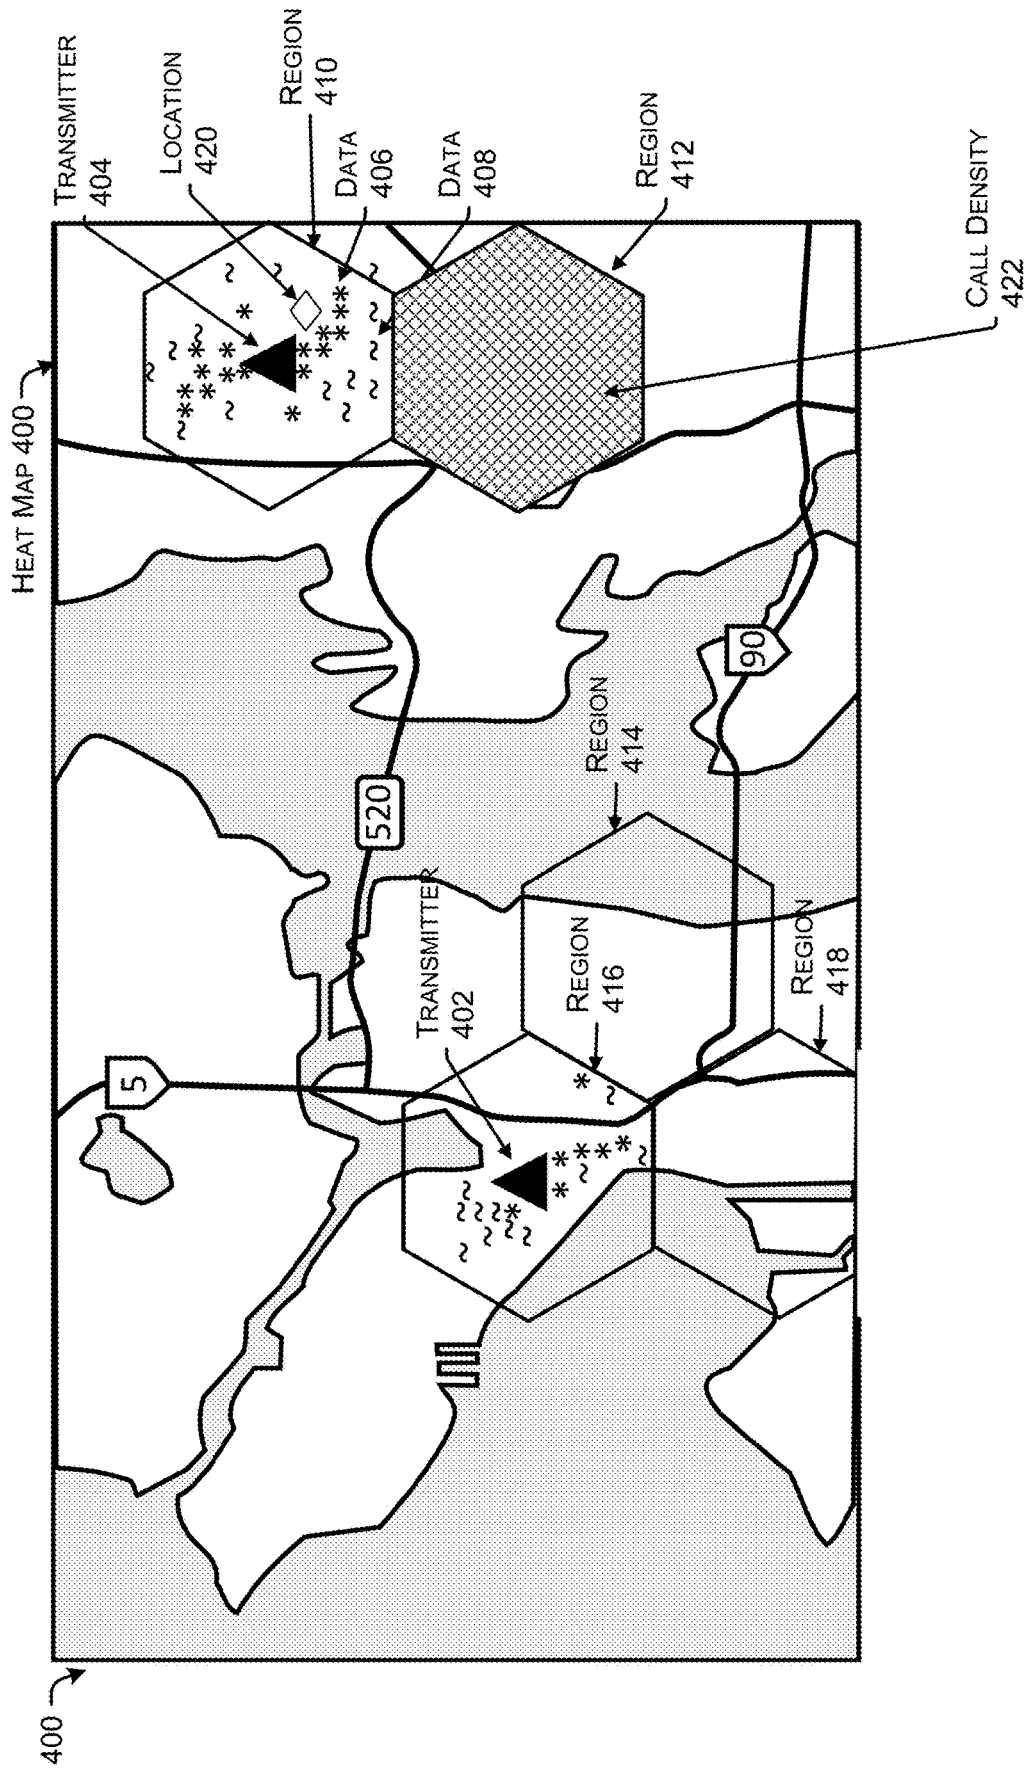 400
HEAT MAP 400
TRANSMITTER
404
LOCATION
420
REGION
410
DATA
406
DATA
408
REGION
412
CALL DENSITY
422
5
520
90
TRANSMITTER
402
REGION
414
REGION
416
REGION
418